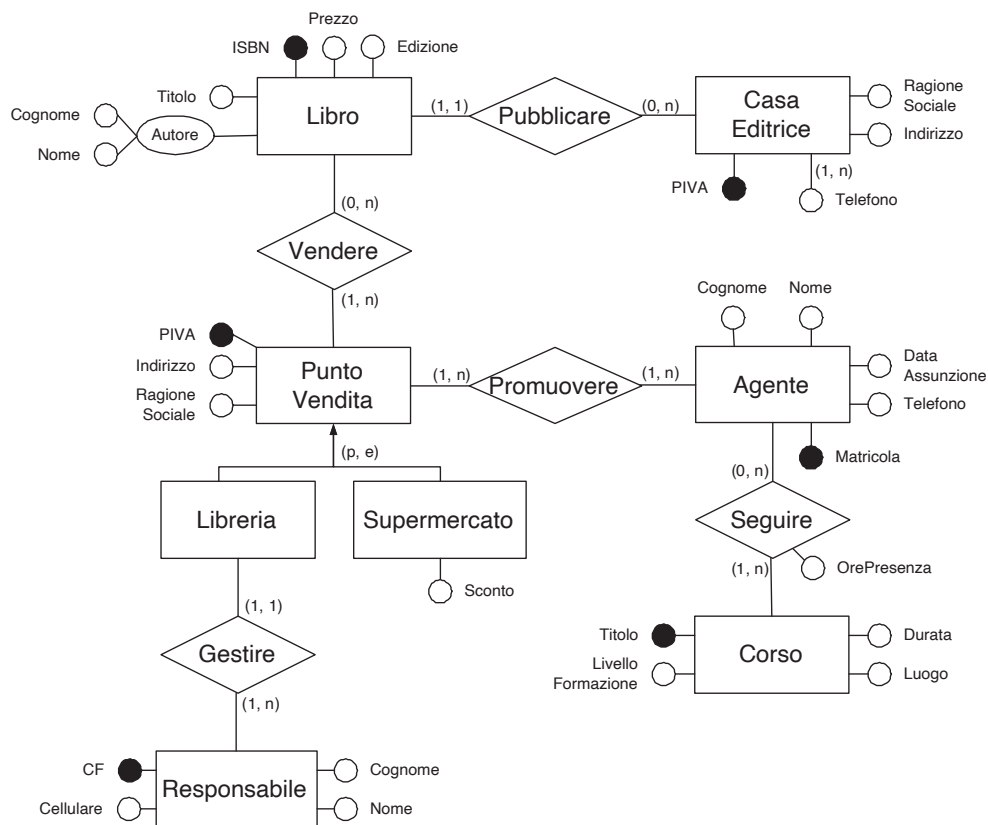 Prezzo
ISBN
Edizione
Titolo
Cognome
Autore
Nome
Libro
(1, 1)
Pubblicare
(0, n)
Casa
Editrice
Ragione
Sociale
Indirizzo
PIVA
(1, n)
Telefono
(0, n)
Vendere
(1, n)
PIVA
Indirizzo
Ragione
Sociale
Punto
Vendita
(1, n)
Promuovere
(1, n)
Cognome
Nome
Agente
Data
Assunzione
Telefono
Matricola
(p, e)
Libreria
Supermercato
Sconto
(0, n)
Seguire
(1, n)
OrePresenza
Titolo
Livello
Formazione
Corso
Durata
Luogo
(1, 1)
Gestire
(1, n)
CF
Cellulare
Responsabile
Cognome
Nome